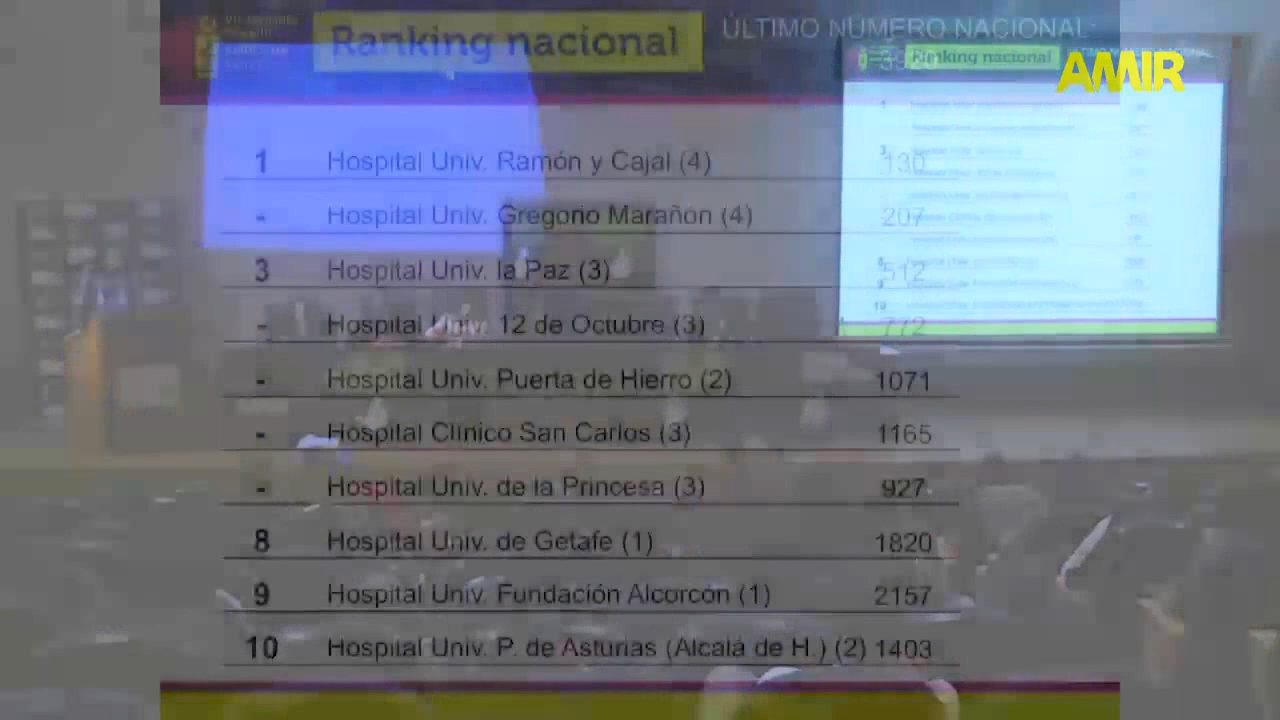 Ranking nacional
ÚLTIMO NÚMERO NACIONAL:
Ranking nacional
AMIR
1 Hospital Univ. Ramón y Cajal (4) 130
- Hospital Univ. Gregorio Marañon (4) 207
3 Hospital Univ. la Paz (3) 512
- Hospital Univ. 12 de Octubre (3) 772
- Hospital Univ. Puerta de Hierro (2) 1071
- Hospital Clínico San Carlos (3) 1165
- Hospital Univ. de la Princesa (3) 927
8 Hospital Univ. de Getafe (1) 1820
9 Hospital Univ. Fundación Alcorcón (1) 2157
10 Hospital Univ. P. de Asturias (Alcalá de H.) (2) 1403